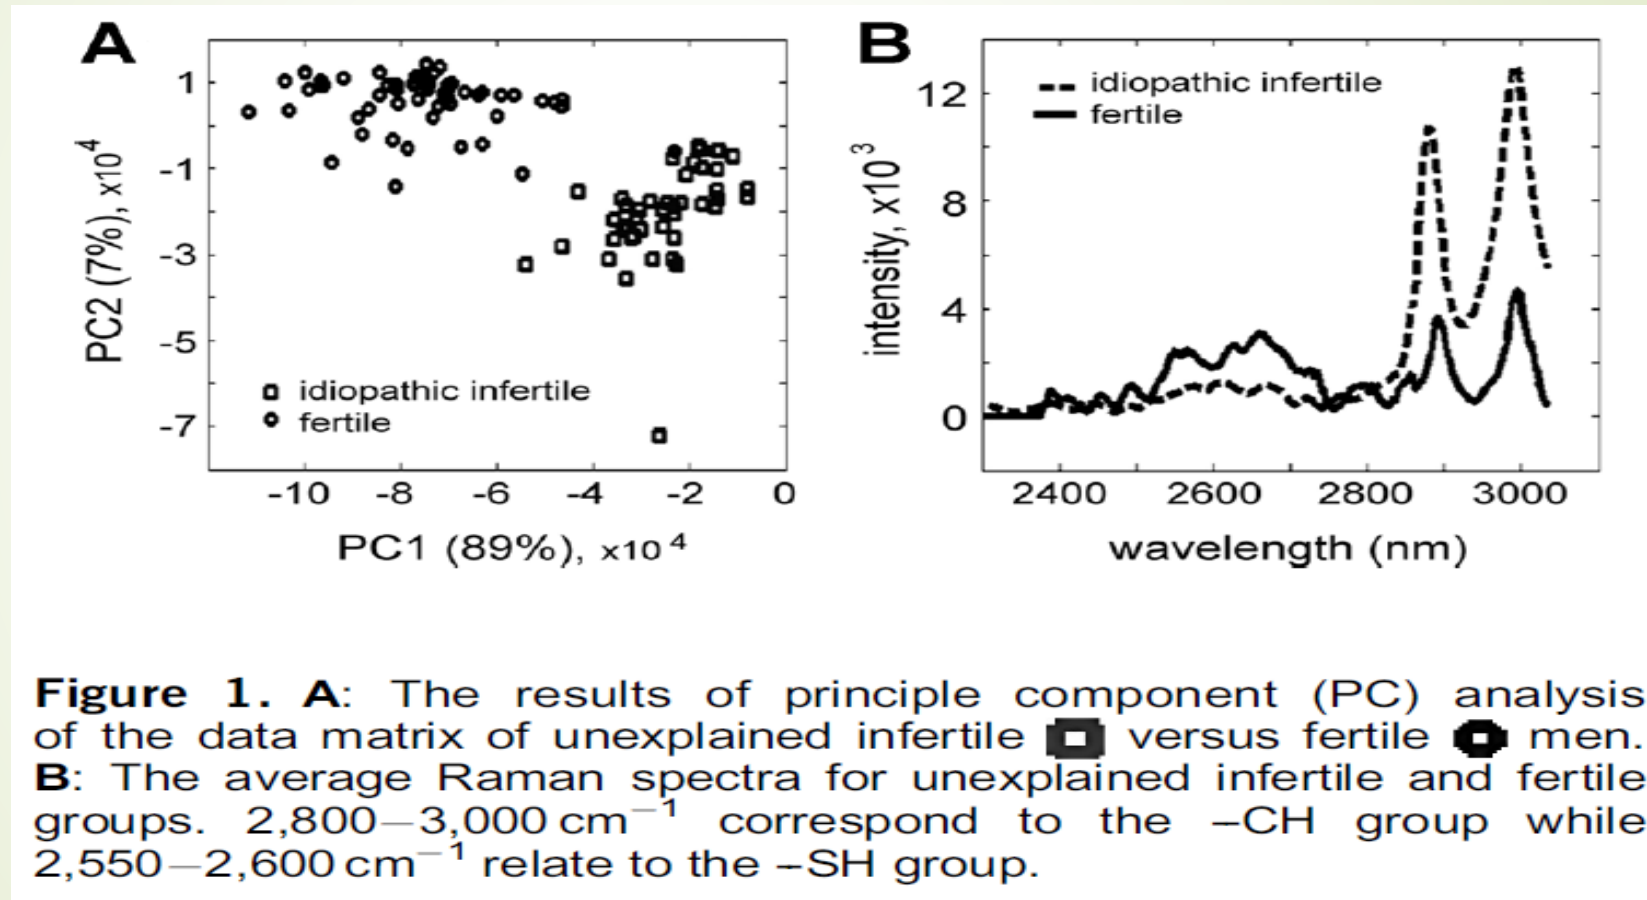 A
1
-1
-3
-5
-7
PC2 (7%), x10⁴
idiopathic infertile
fertile
-10 -8 -6 -4 -2 0
PC1 (89%), x10⁴
B
idiopathic infertile
fertile
12
8
4
0
intensity, x10³
2400 2600 2800 3000
wavelength (nm)
Figure 1. A: The results of principle component (PC) analysis
of the data matrix of unexplained infertile versus fertile men.
B: The average Raman spectra for unexplained infertile and fertile
groups. 2,800–3,000 cm⁻¹ correspond to the –CH group while
2,550–2,600 cm⁻¹ relate to the –SH group.